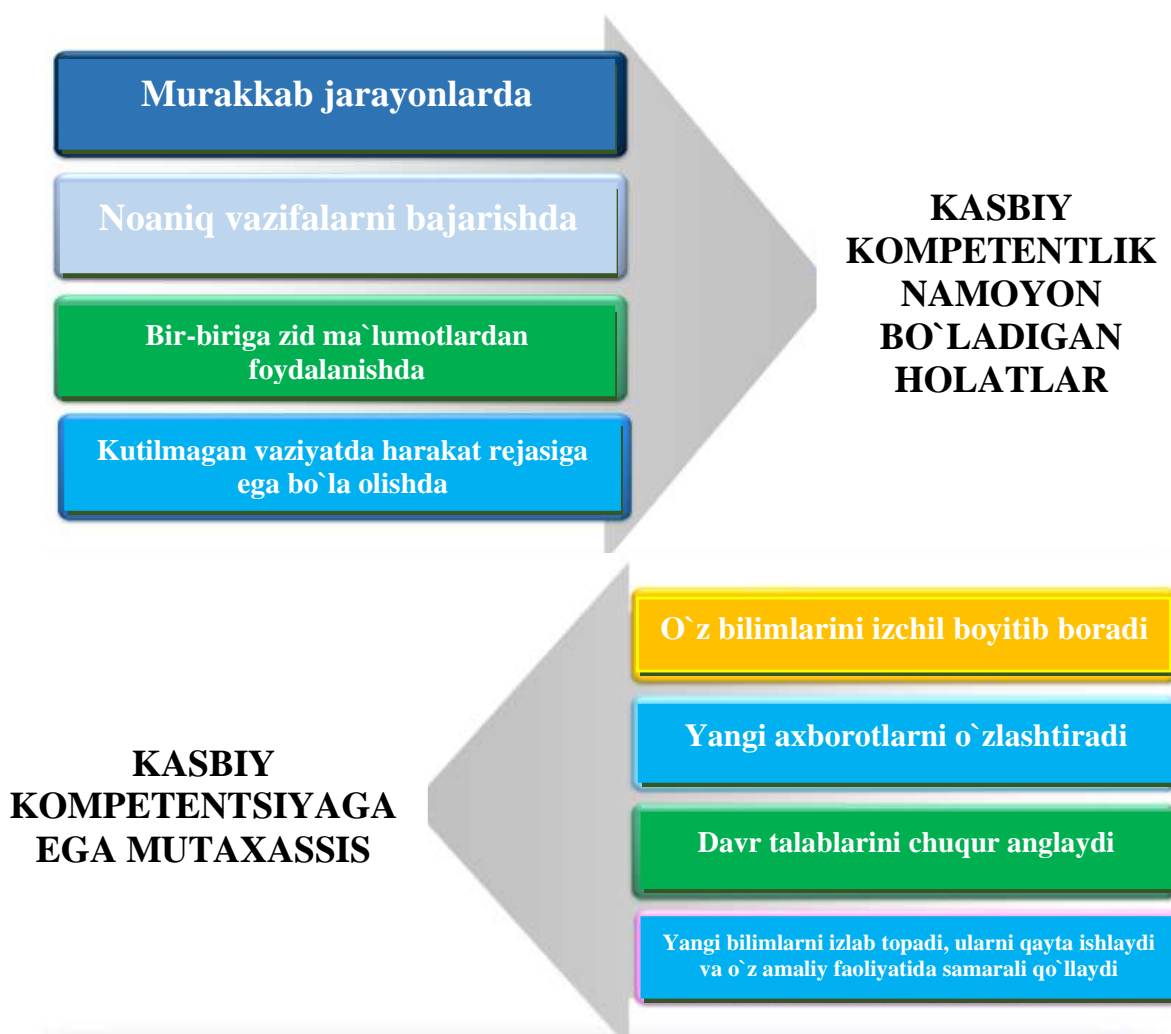 Murakkab jarayonlarda
Noaniq vazifalarni bajarishda
Bir-biriga zid ma`lumotlardan
foydalanishda
Kutilmagan vaziyatda harakat rejasiga
ega bo`la olishda
KASBIY
KOMPETENTLIK
NAMOYON
BO`LADIGAN
HOLATLAR
KASBIY
KOMPETENTSIYAGA
EGA MUTAXASSIS
O`z bilimlarini izchil boyitib boradi
Yangi axborotlarni o`zlashtiradi
Davr talablarini chuqur anglaydi
Yangi bilimlarni izlab topadi, ularni qayta ishlaydi
va o`z amaliy faoliyatida samarali qo`llaydi